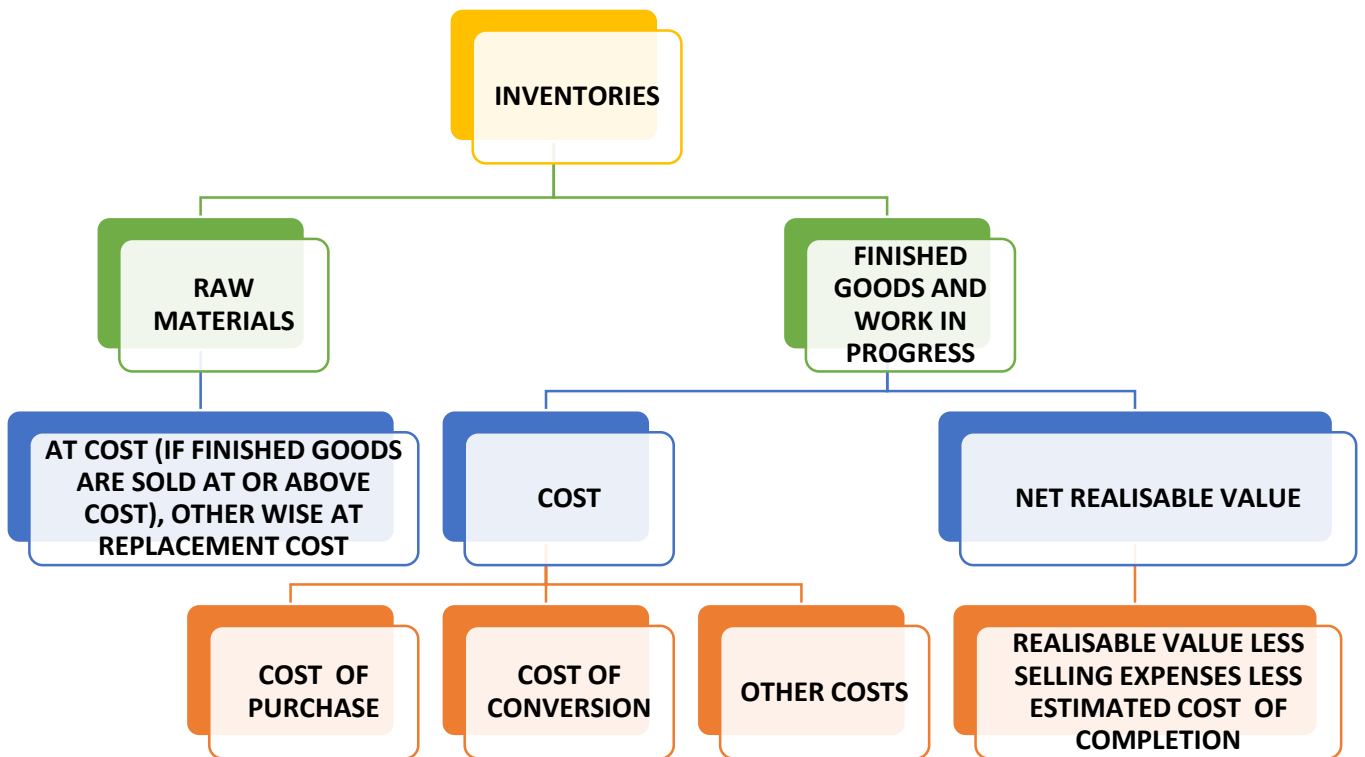 INVENTORIES
RAW
MATERIALS
FINISHED
GOODS AND
WORK IN
PROGRESS
AT COST (IF FINISHED GOODS
ARE SOLD AT OR ABOVE
COST), OTHER WISE AT
REPLACEMENT COST
COST
NET REALISABLE VALUE
COST OF
PURCHASE
COST OF
CONVERSION
OTHER COSTS
REALISABLE VALUE LESS
SELLING EXPENSES LESS
ESTIMATED COST OF
COMPLETION